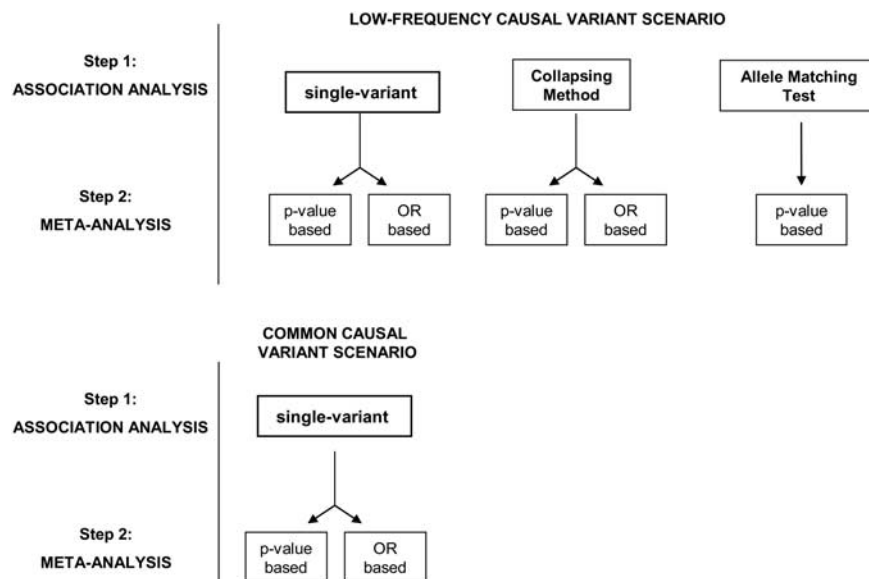 LOW-FREQUENCY CAUSAL VARIANT SCENARIO
Step 1:
ASSOCIATION ANALYSIS
single-variant
Collapsing
Method
Allele Matching
Test
Step 2:
META-ANALYSIS
p-value
based
OR
based
p-value
based
OR
based
p-value
based
COMMON CAUSAL
VARIANT SCENARIO
Step 1:
ASSOCIATION ANALYSIS
single-variant
Step 2:
META-ANALYSIS
p-value
based
OR
based